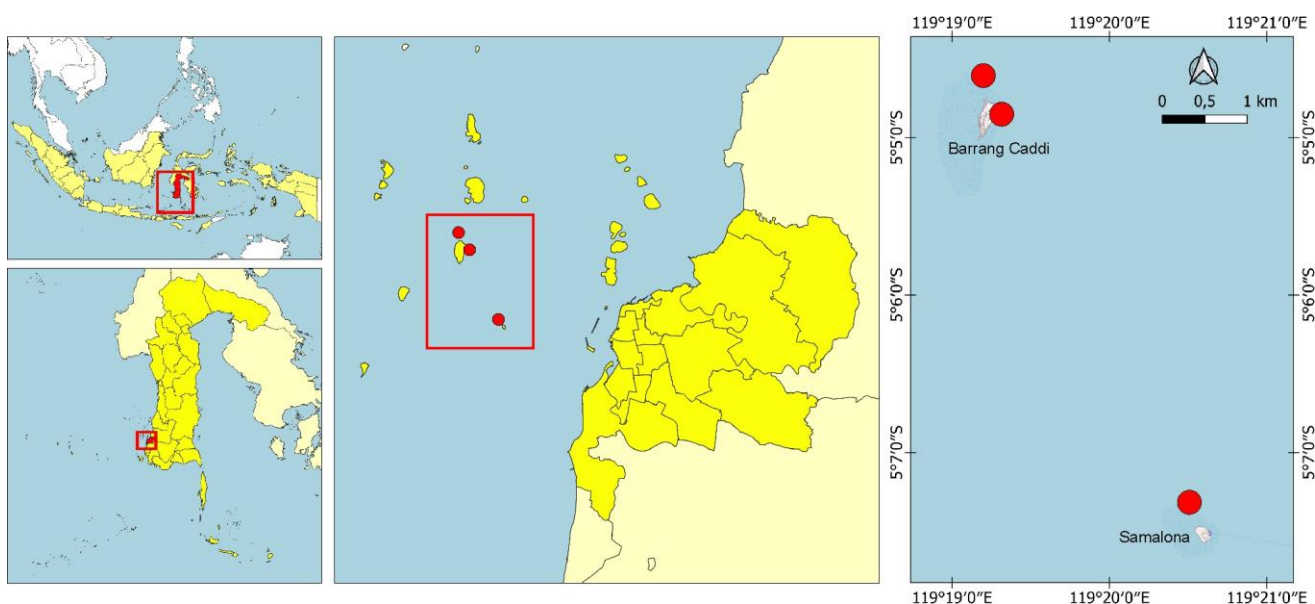 119°19′0″E 119°20′0″E 119°21′0″E
0 0,5 1 km
Barrang Caddi
5°5′0″S 5°5′0″S
5°6′0″S 5°6′0″S
5°7′0″S 5°7′0″S
Samalona
119°19′0″E 119°20′0″E 119°21′0″E